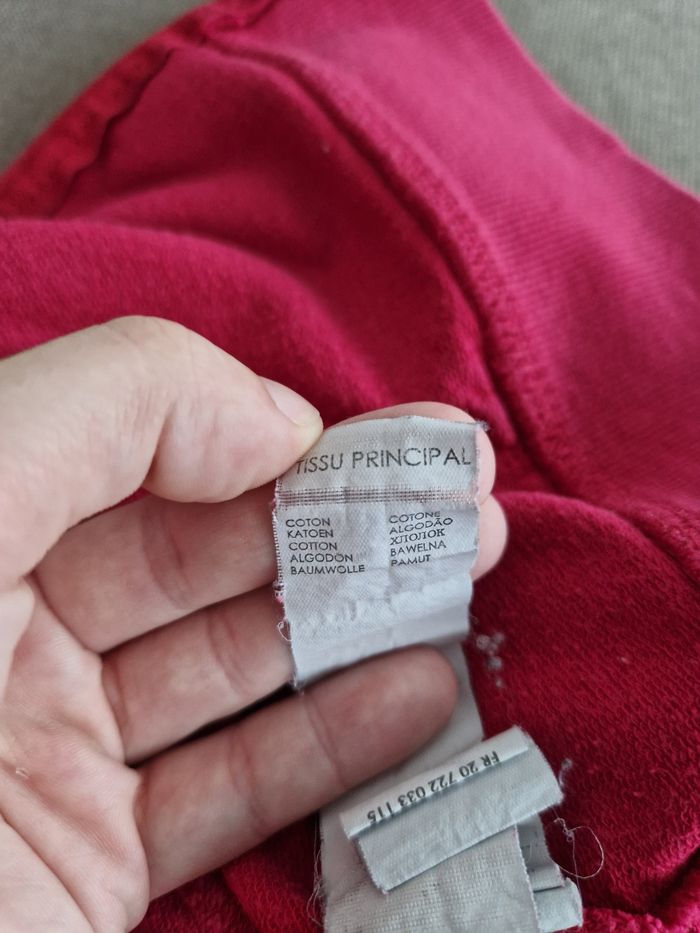 TISSU PRINCIPAL
COTON
KATOEN
COTTON
ALGODON
BAUMWOLLE
COTONE
ALGODÃO
ХЛОПОК
BAWELNA
PAMUT
FR 20 722 033 115